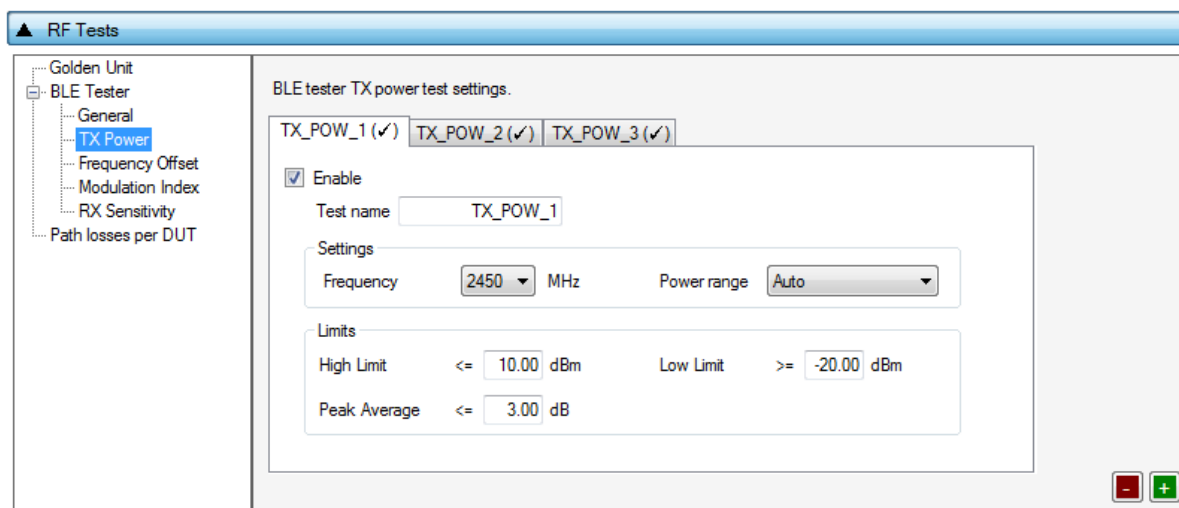 RF Tests
Golden Unit
BLE Tester
General
TX Power
Frequency Offset
Modulation Index
RX Sensitivity
Path losses per DUT
BLE tester TX power test settings.
TX_POW_1 (✓) TX_POW_2 (✓) TX_POW_3 (✓)
Enable
Test name TX_POW_1
Settings
Frequency 2450 MHz Power range Auto
Limits
High Limit <= 10.00 dBm Low Limit >= -20.00 dBm
Peak Average <= 3.00 dB
- +